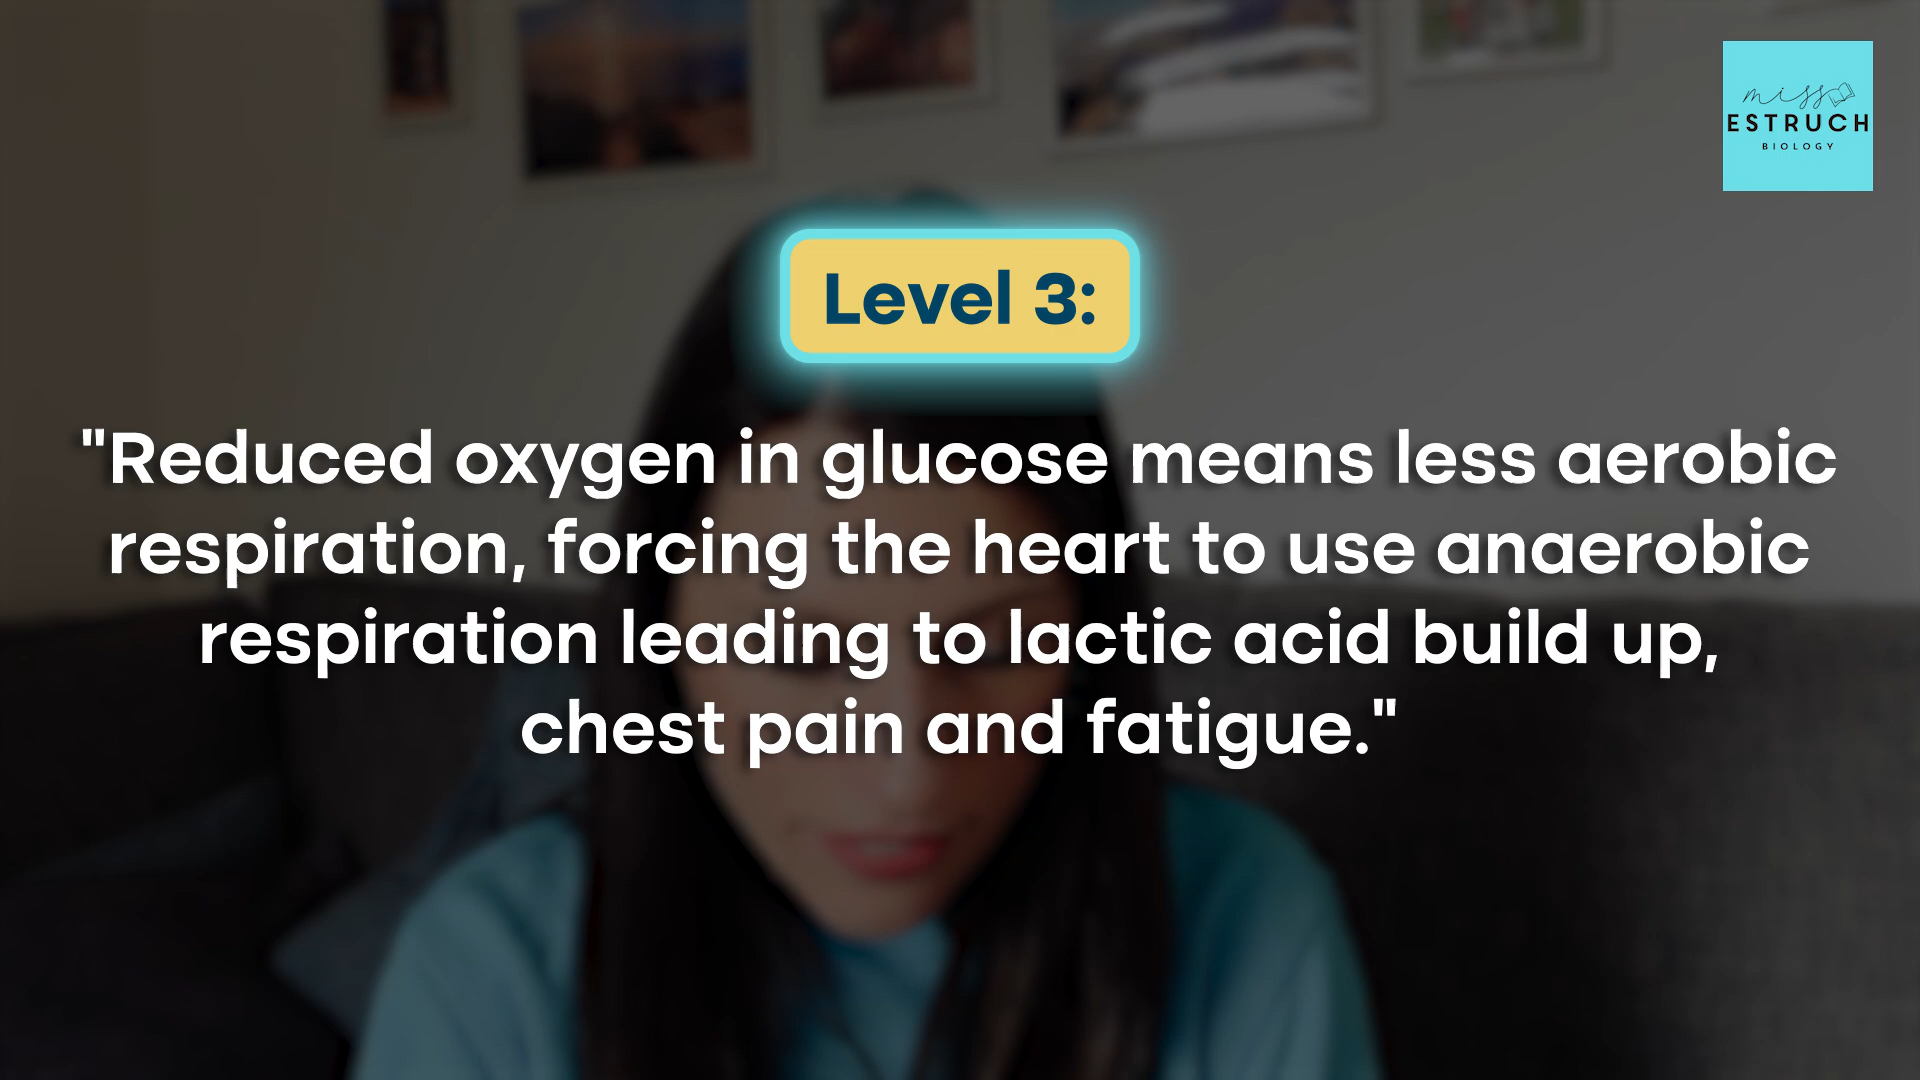 miss
ESTRUCH
BIOLOGY
Level 3:
"Reduced oxygen in glucose means less aerobic
respiration, forcing the heart to use anaerobic
respiration leading to lactic acid build up,
chest pain and fatigue."